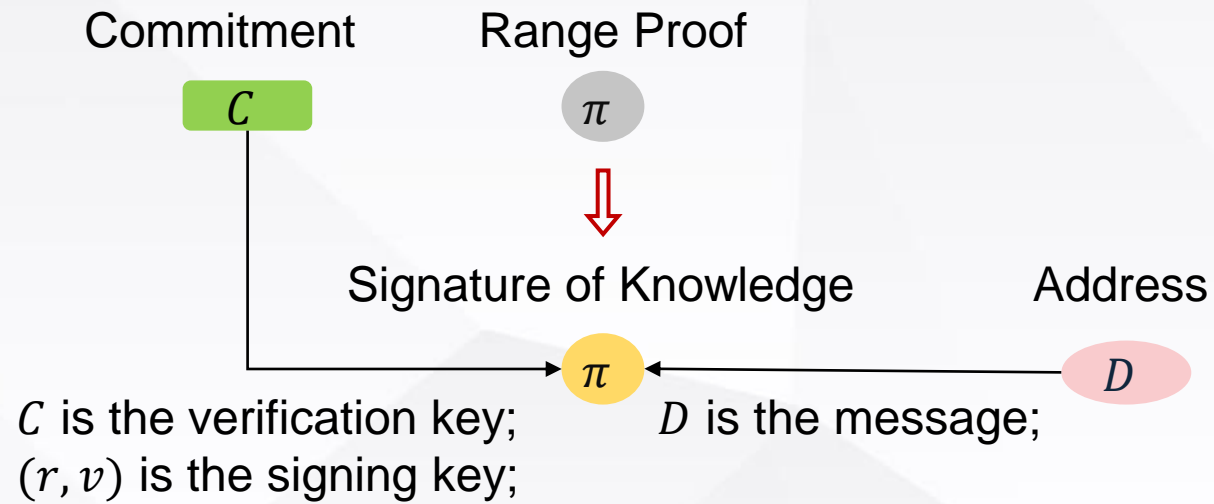 Commitment Range Proof
C π
Signature of Knowledge Address
π D
C is the verification key; D is the message;
(r, v) is the signing key;